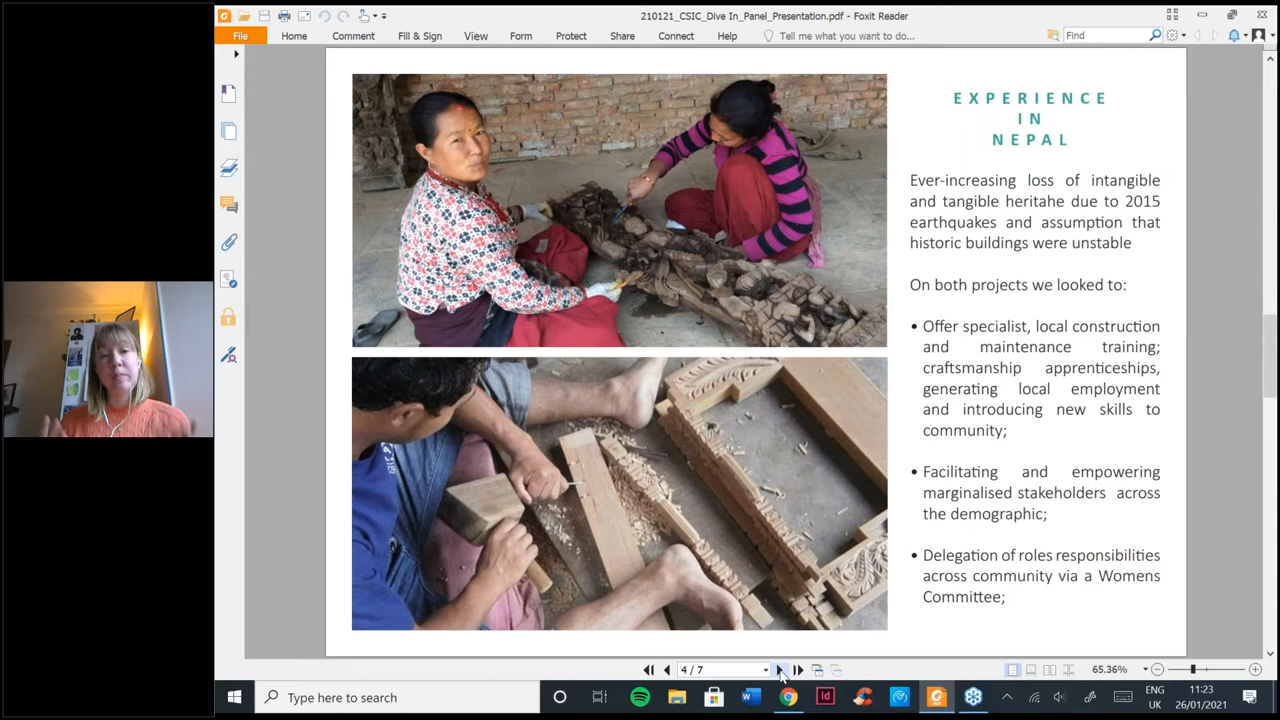 210121_CSIC_Dive In_Panel_Presentation.pdf - Foxit Reader
File
Home
Comment
Fill & Sign
View
Form
Protect
Share
Connect
Help
Tell me what you want to do...
Find
EXPERIENCE
IN
NEPAL
Ever-increasing loss of intangible
and tangible heritahe due to 2015
earthquakes and assumption that
historic buildings were unstable
On both projects we looked to:
• Offer specialist, local construction
and maintenance training;
craftsmanship apprenticeships,
generating local employment
and introducing new skills to
community;
• Facilitating and empowering
marginalised stakeholders across
the demographic;
• Delegation of roles responsibilities
across community via a Womens
Committee;
4 / 7
65.36%
Type here to search
W
Id
ENG
UK
11:23
26/01/2021